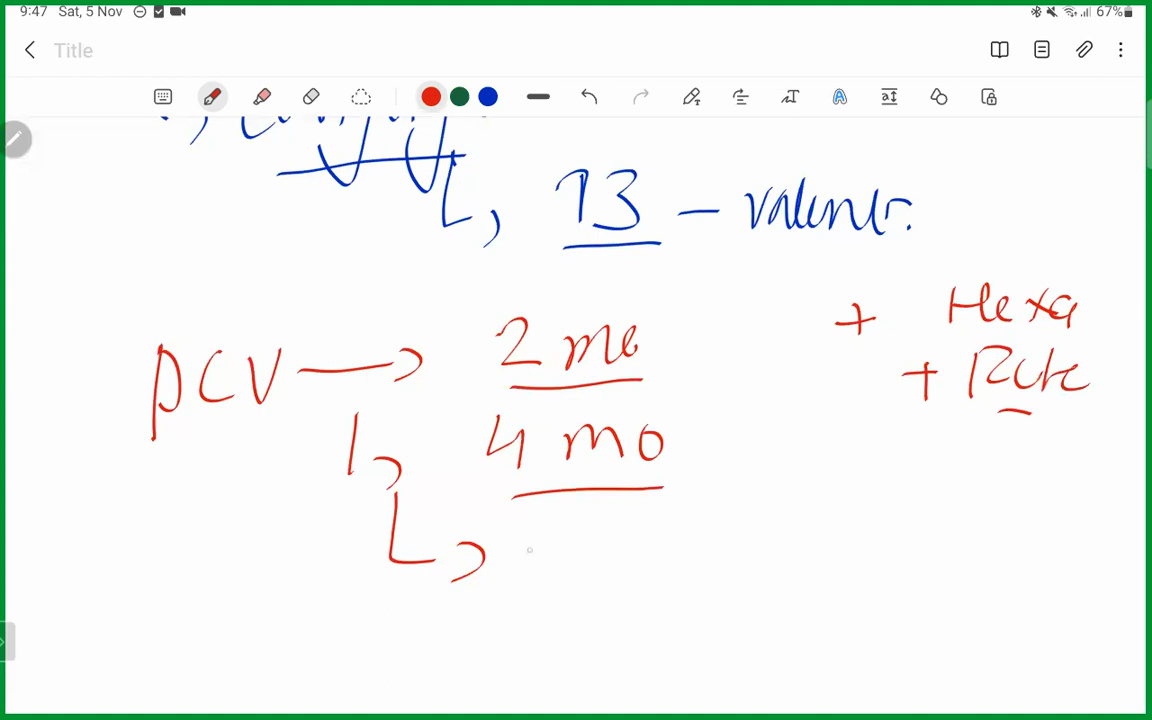 9:47 Sat, 5 Nov 67%
Title
13 - valent
+ Hexa
PCV → 2 mo
+ Rota
4 mo